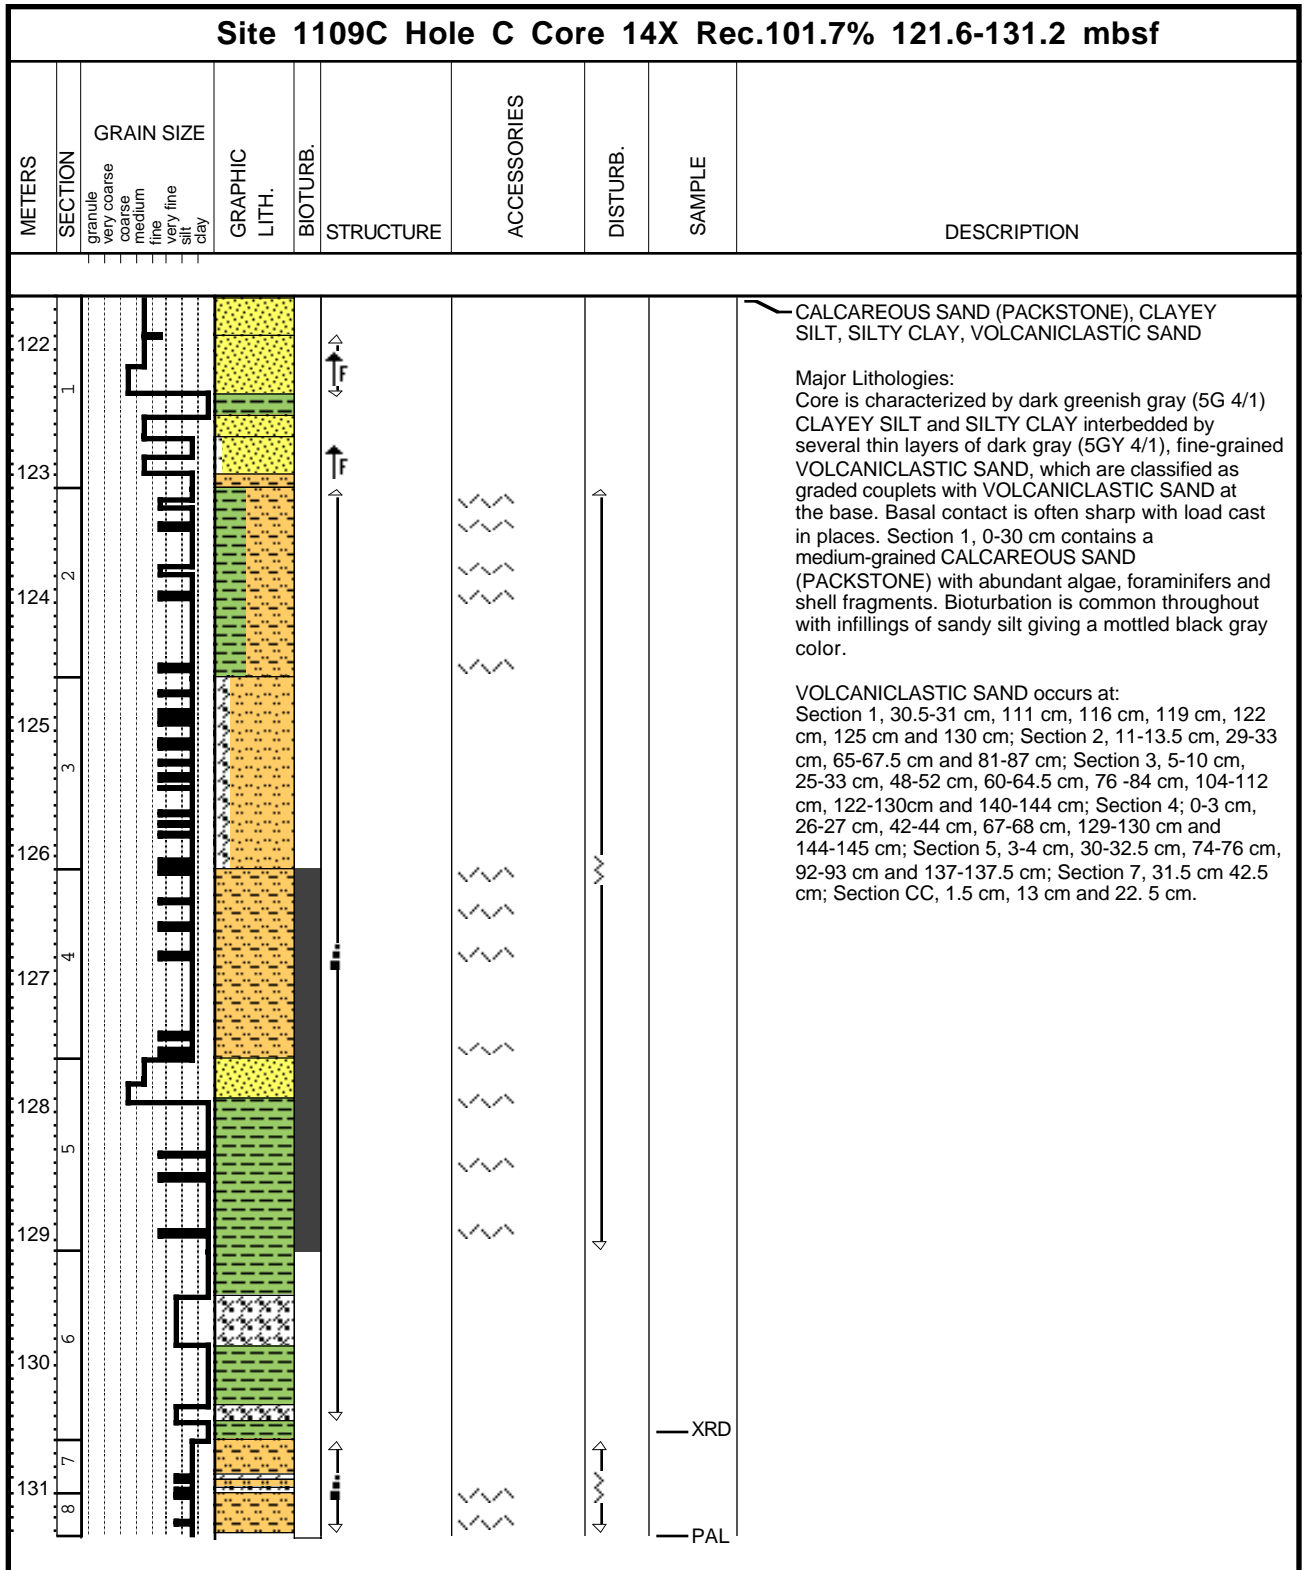 Site 1109C Hole C Core 14X Rec.101.7% 121.6-131.2 mbsf
METERS
SECTION
GRAIN SIZE
granule
very coarse
coarse
medium
fine
very fine
silt
clay
GRAPHIC
LITH.
BIOTURB.
STRUCTURE
ACCESSORIES
DISTURB.
SAMPLE
DESCRIPTION
122
123
124
125
126
127
128
129
130
131
1
2
3
4
5
6
7
8
F
F
XRD
PAL
CALCAREOUS SAND (PACKSTONE), CLAYEY
SILT, SILTY CLAY, VOLCANICLASTIC SAND
Major Lithologies:
Core is characterized by dark greenish gray (5G 4/1)
CLAYEY SILT and SILTY CLAY interbedded by
several thin layers of dark gray (5GY 4/1), fine-grained
VOLCANICLASTIC SAND, which are classified as
graded couplets with VOLCANICLASTIC SAND at
the base. Basal contact is often sharp with load cast
in places. Section 1, 0-30 cm contains a
medium-grained CALCAREOUS SAND
(PACKSTONE) with abundant algae, foraminifers and
shell fragments. Bioturbation is common throughout
with infillings of sandy silt giving a mottled black gray
color.
VOLCANICLASTIC SAND occurs at:
Section 1, 30.5-31 cm, 111 cm, 116 cm, 119 cm, 122
cm, 125 cm and 130 cm; Section 2, 11-13.5 cm, 29-33
cm, 65-67.5 cm and 81-87 cm; Section 3, 5-10 cm,
25-33 cm, 48-52 cm, 60-64.5 cm, 76 -84 cm, 104-112
cm, 122-130cm and 140-144 cm; Section 4; 0-3 cm,
26-27 cm, 42-44 cm, 67-68 cm, 129-130 cm and
144-145 cm; Section 5, 3-4 cm, 30-32.5 cm, 74-76 cm,
92-93 cm and 137-137.5 cm; Section 7, 31.5 cm 42.5
cm; Section CC, 1.5 cm, 13 cm and 22. 5 cm.